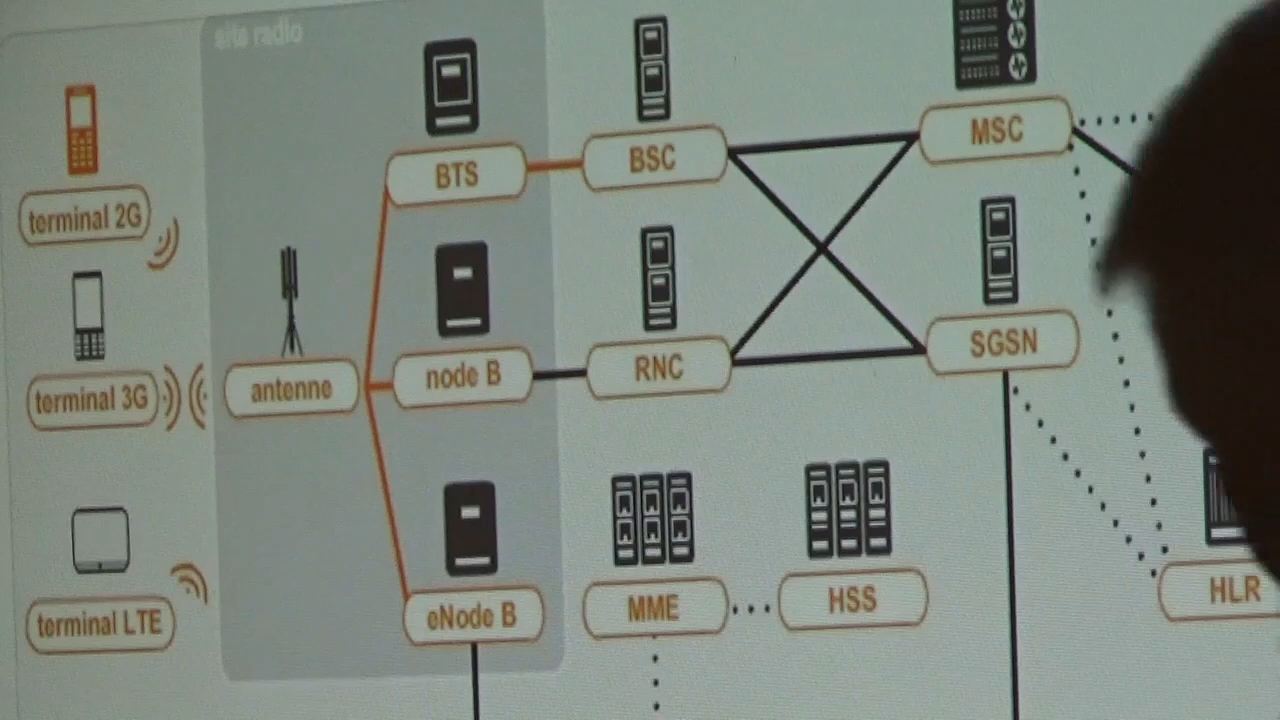 site radio
terminal 2G
terminal 3G
terminal LTE
antenne
BTS
node B
eNode B
BSC
RNC
MME
HSS
MSC
SGSN
HLR